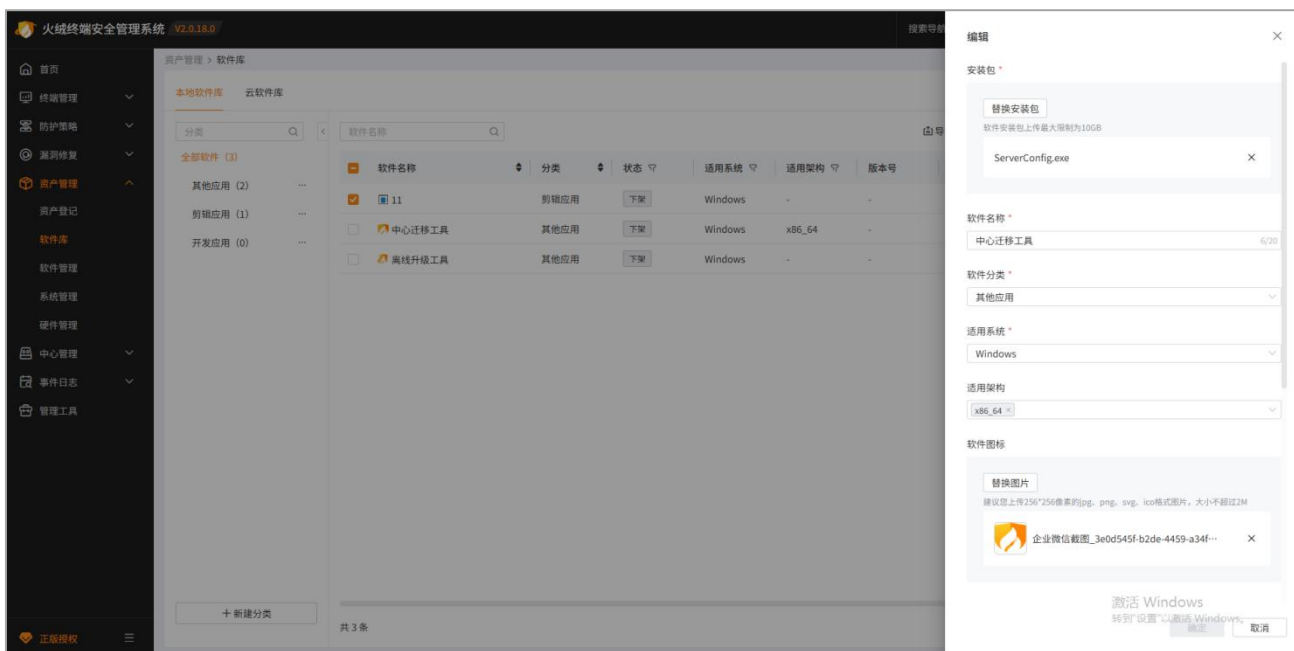 火绒终端安全管理系统 V2.0.18.0
搜索导航
首页
终端管理
防护策略
漏洞修复
资产管理
资产登记
软件库
软件管理
系统管理
硬件管理
中心管理
事件日志
管理工具
正版授权
资产管理 > 软件库
本地软件库 云软件库
分类
全部软件 (3)
其他应用 (2) ...
剪辑应用 (1) ...
开发应用 (0) ...
+ 新建分类
软件名称
导
软件名称 分类 状态 适用系统 适用架构 版本号
11 剪辑应用 下架 Windows - -
中心迁移工具 其他应用 下架 Windows x86_64 -
离线升级工具 其他应用 下架 Windows - -
共 3 条
编辑
安装包 *
替换安装包
软件安装包上传最大限制为10GB
ServerConfig.exe
软件名称 *
中心迁移工具 6/20
软件分类 *
其他应用
适用系统 *
Windows
适用架构
x86_64 ×
软件图标
替换图片
建议您上传256*256像素的jpg、png、svg、ico格式图片，大小不超过2M
企业微信截图_3e0d545f-b2de-4459-a34f···
激活 Windows
转到"设置"以激活 Windows。
确定 取消